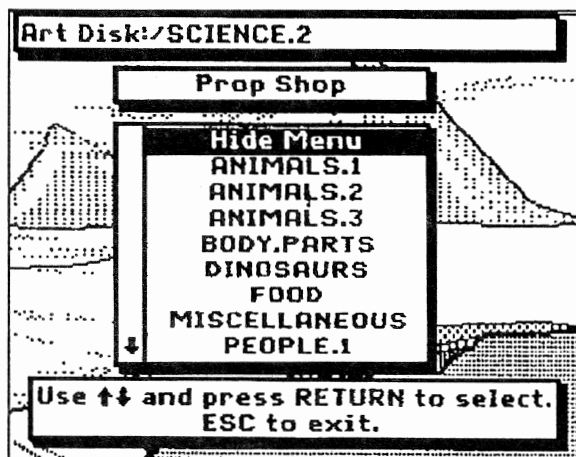 Art Disk:/SCIENCE.2
Prop Shop
Hide Menu
ANIMALS.1
ANIMALS.2
ANIMALS.3
BODY.PARTS
DINOSAURS
FOOD
MISCELLANEOUS
PEOPLE.1
Use ↑↓ and press RETURN to select.
ESC to exit.